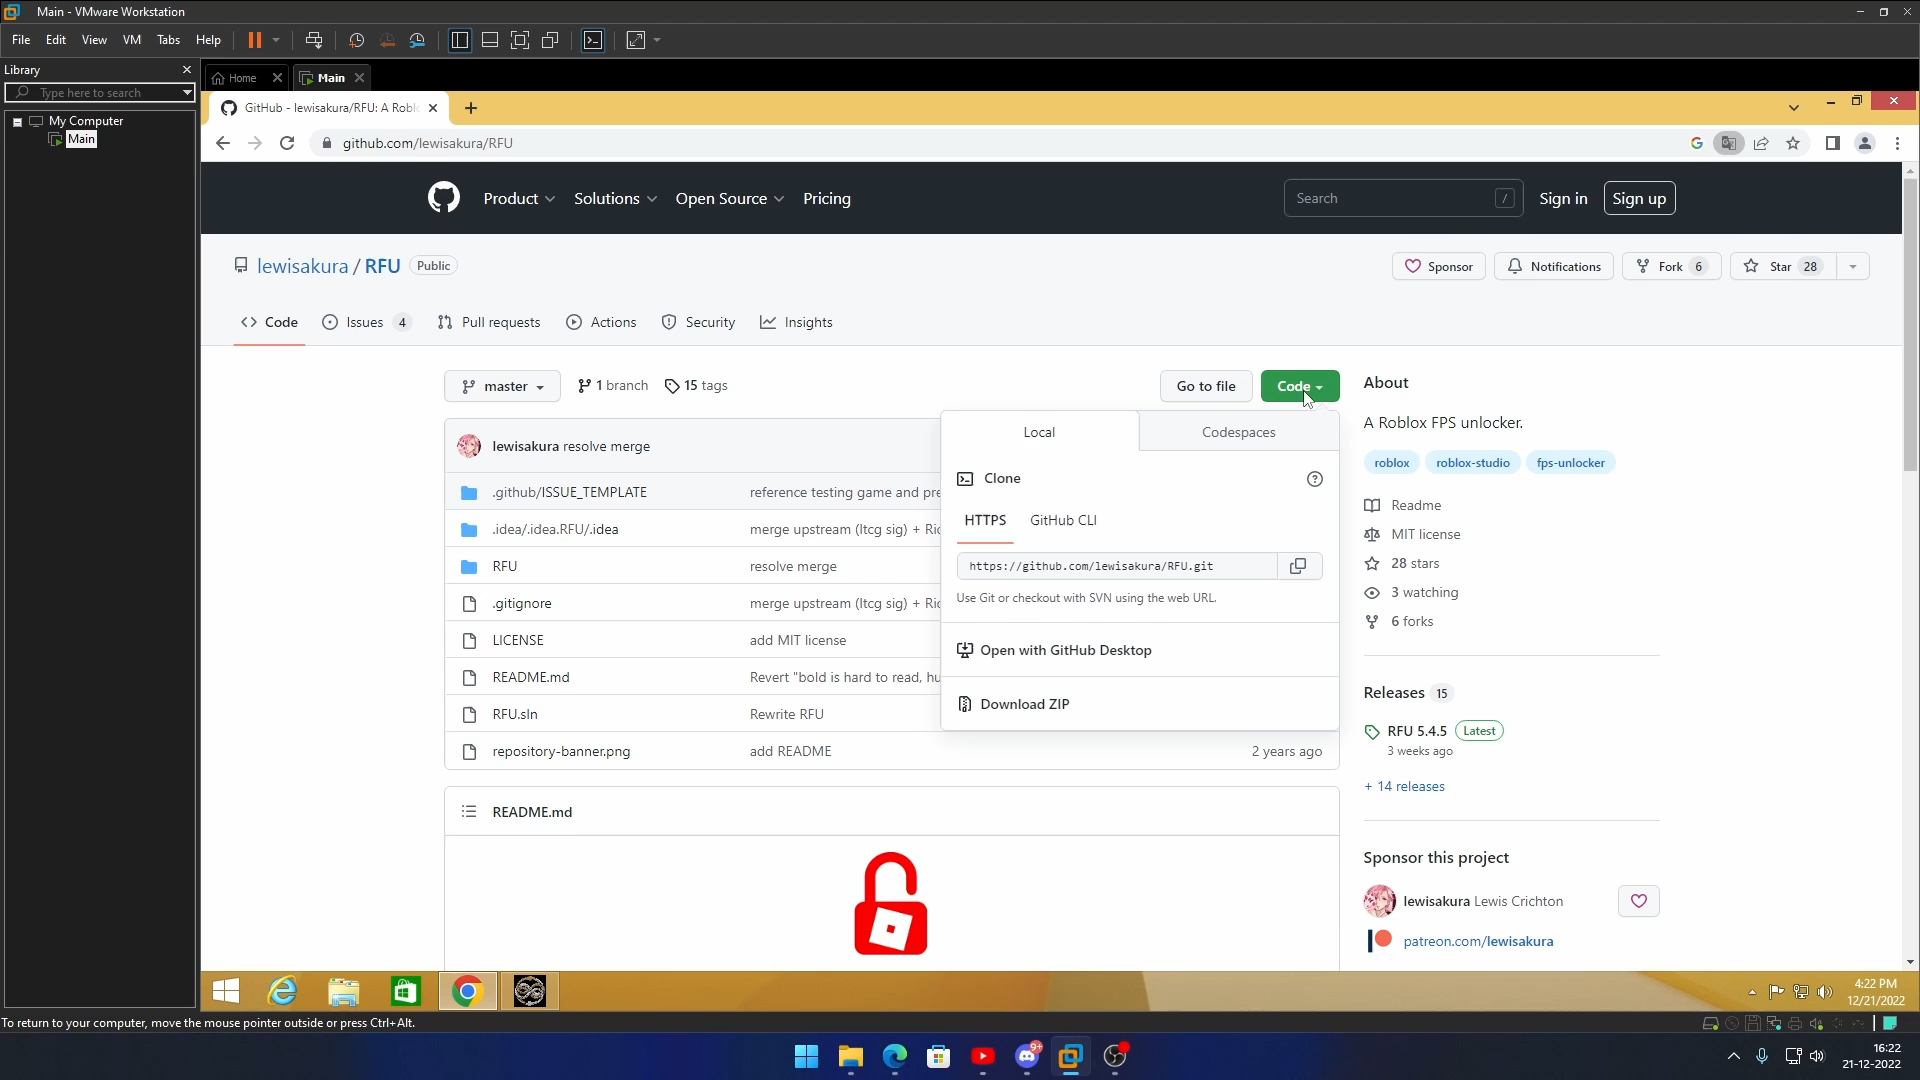 Main - VMware Workstation
File Edit View VM Tabs Help
Library
Type here to search
My Computer
Main
Home
Main
GitHub - lewisakura/RFU: A Robl
github.com/lewisakura/RFU
Product
Solutions
Open Source
Pricing
Search
/
Sign in
Sign up
lewisakura / RFU
Public
Sponsor
Notifications
Fork 6
Star 28
Code
Issues 4
Pull requests
Actions
Security
Insights
master
1 branch
15 tags
Go to file
Code
lewisakura resolve merge
.github/ISSUE_TEMPLATE reference testing game and pre
.idea/.idea.RFU/.idea merge upstream (ltcg sig) + Ric
RFU resolve merge
.gitignore merge upstream (ltcg sig) + Ric
LICENSE add MIT license
README.md Revert "bold is hard to read, hu
RFU.sln Rewrite RFU
repository-banner.png add README 2 years ago
Local
Codespaces
Clone
HTTPS GitHub CLI
https://github.com/lewisakura/RFU.git
Use Git or checkout with SVN using the web URL.
Open with GitHub Desktop
Download ZIP
README.md
About
A Roblox FPS unlocker.
roblox roblox-studio fps-unlocker
Readme
MIT license
28 stars
3 watching
6 forks
Releases 15
RFU 5.4.5 Latest
3 weeks ago
+ 14 releases
Sponsor this project
lewisakura Lewis Crichton
patreon.com/lewisakura
4:22 PM
12/21/2022
To return to your computer, move the mouse pointer outside or press Ctrl+Alt.
9+
16:22
21-12-2022